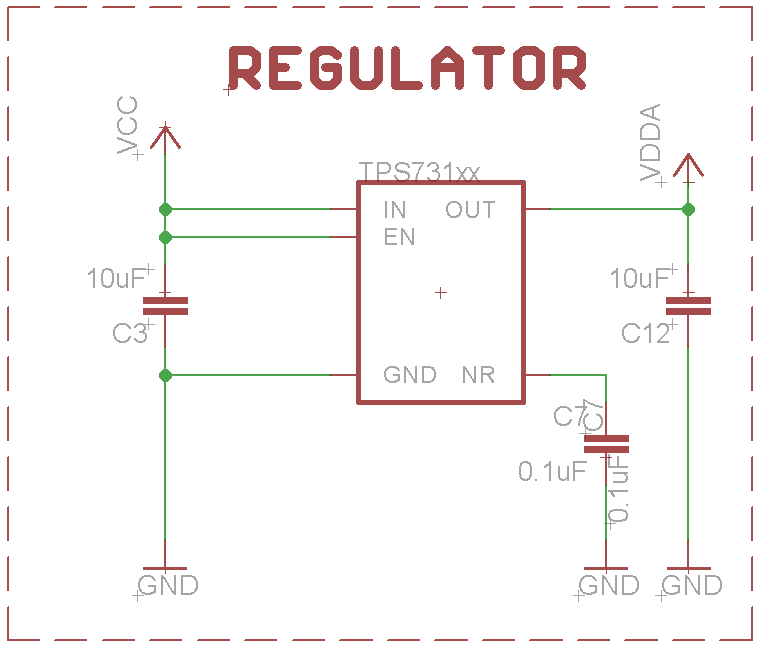 REGULATOR
VCC
VDDA
TPS731xx
IN OUT
EN
10uF
10uF
C3
C12
GND NR
C7
C7
0.1uF
0.1uF
GND
GND
GND